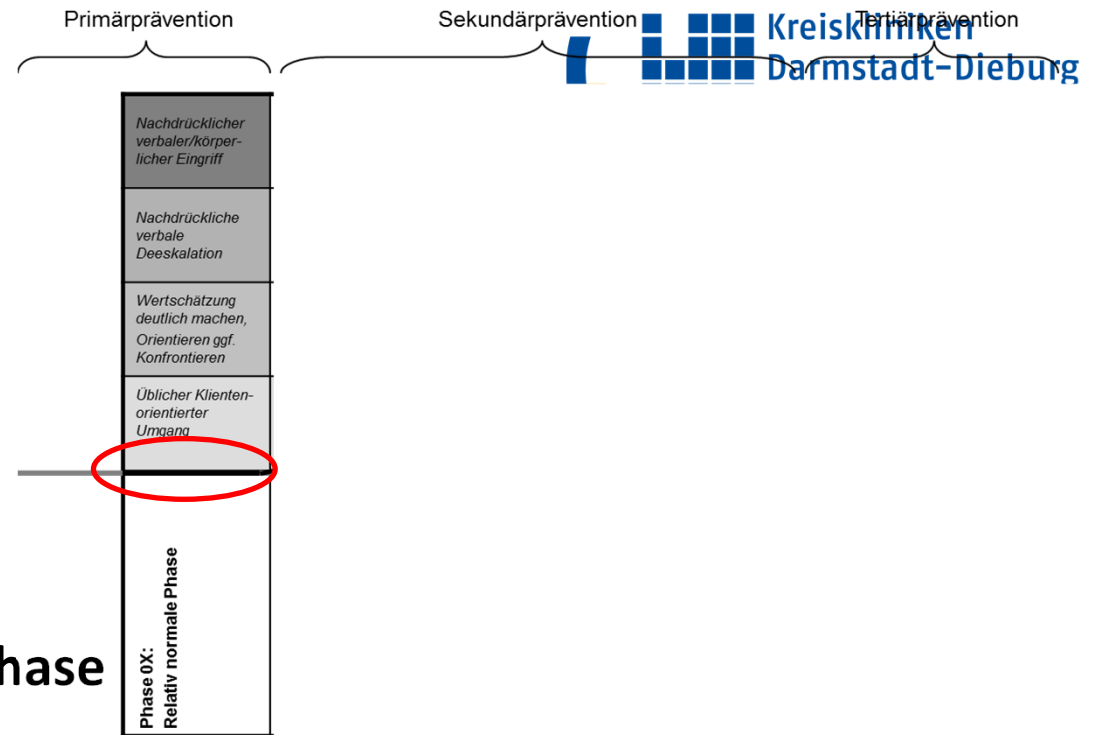 Primärprävention
Sekundärprävention
Tertiärprävention
Kreiskliniken
Darmstadt-Dieburg
Nachdrücklicher
verbaler/körper-
licher Eingriff
Nachdrückliche
verbale
Deeskalation
Wertschätzung
deutlich machen,
Orientieren ggf.
Konfrontieren
Üblicher Klienten-
orientierter
Umgang
Phase 0X:
Relativ normale Phase
hase